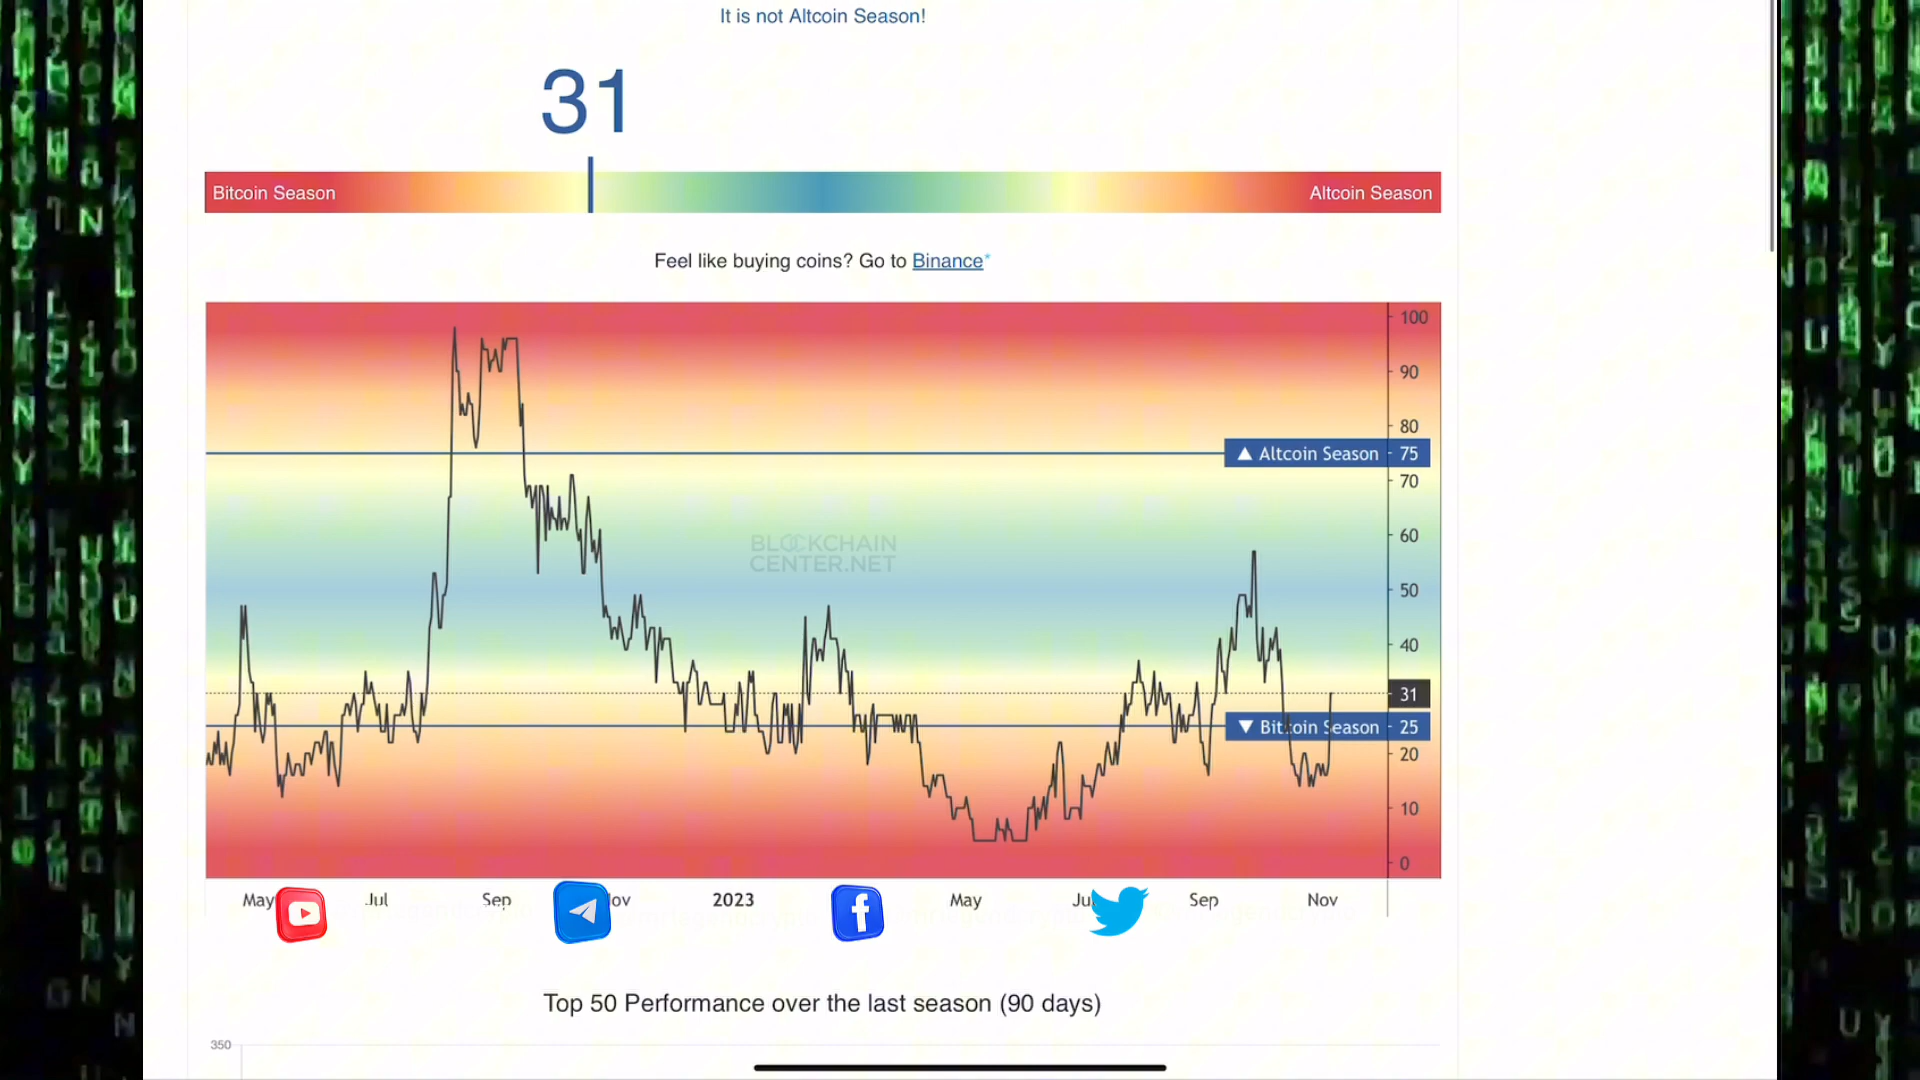 It is not Altcoin Season!
31
Bitcoin Season
Altcoin Season
Feel like buying coins? Go to Binance*
100
90
80
▲ Altcoin Season 75
70
BLOCKCHAIN
CENTER.NET
60
50
40
31
▼ Bitcoin Season 25
20
10
0
May Jul Sep Nov 2023 May Sep Nov
Top 50 Performance over the last season (90 days)
350